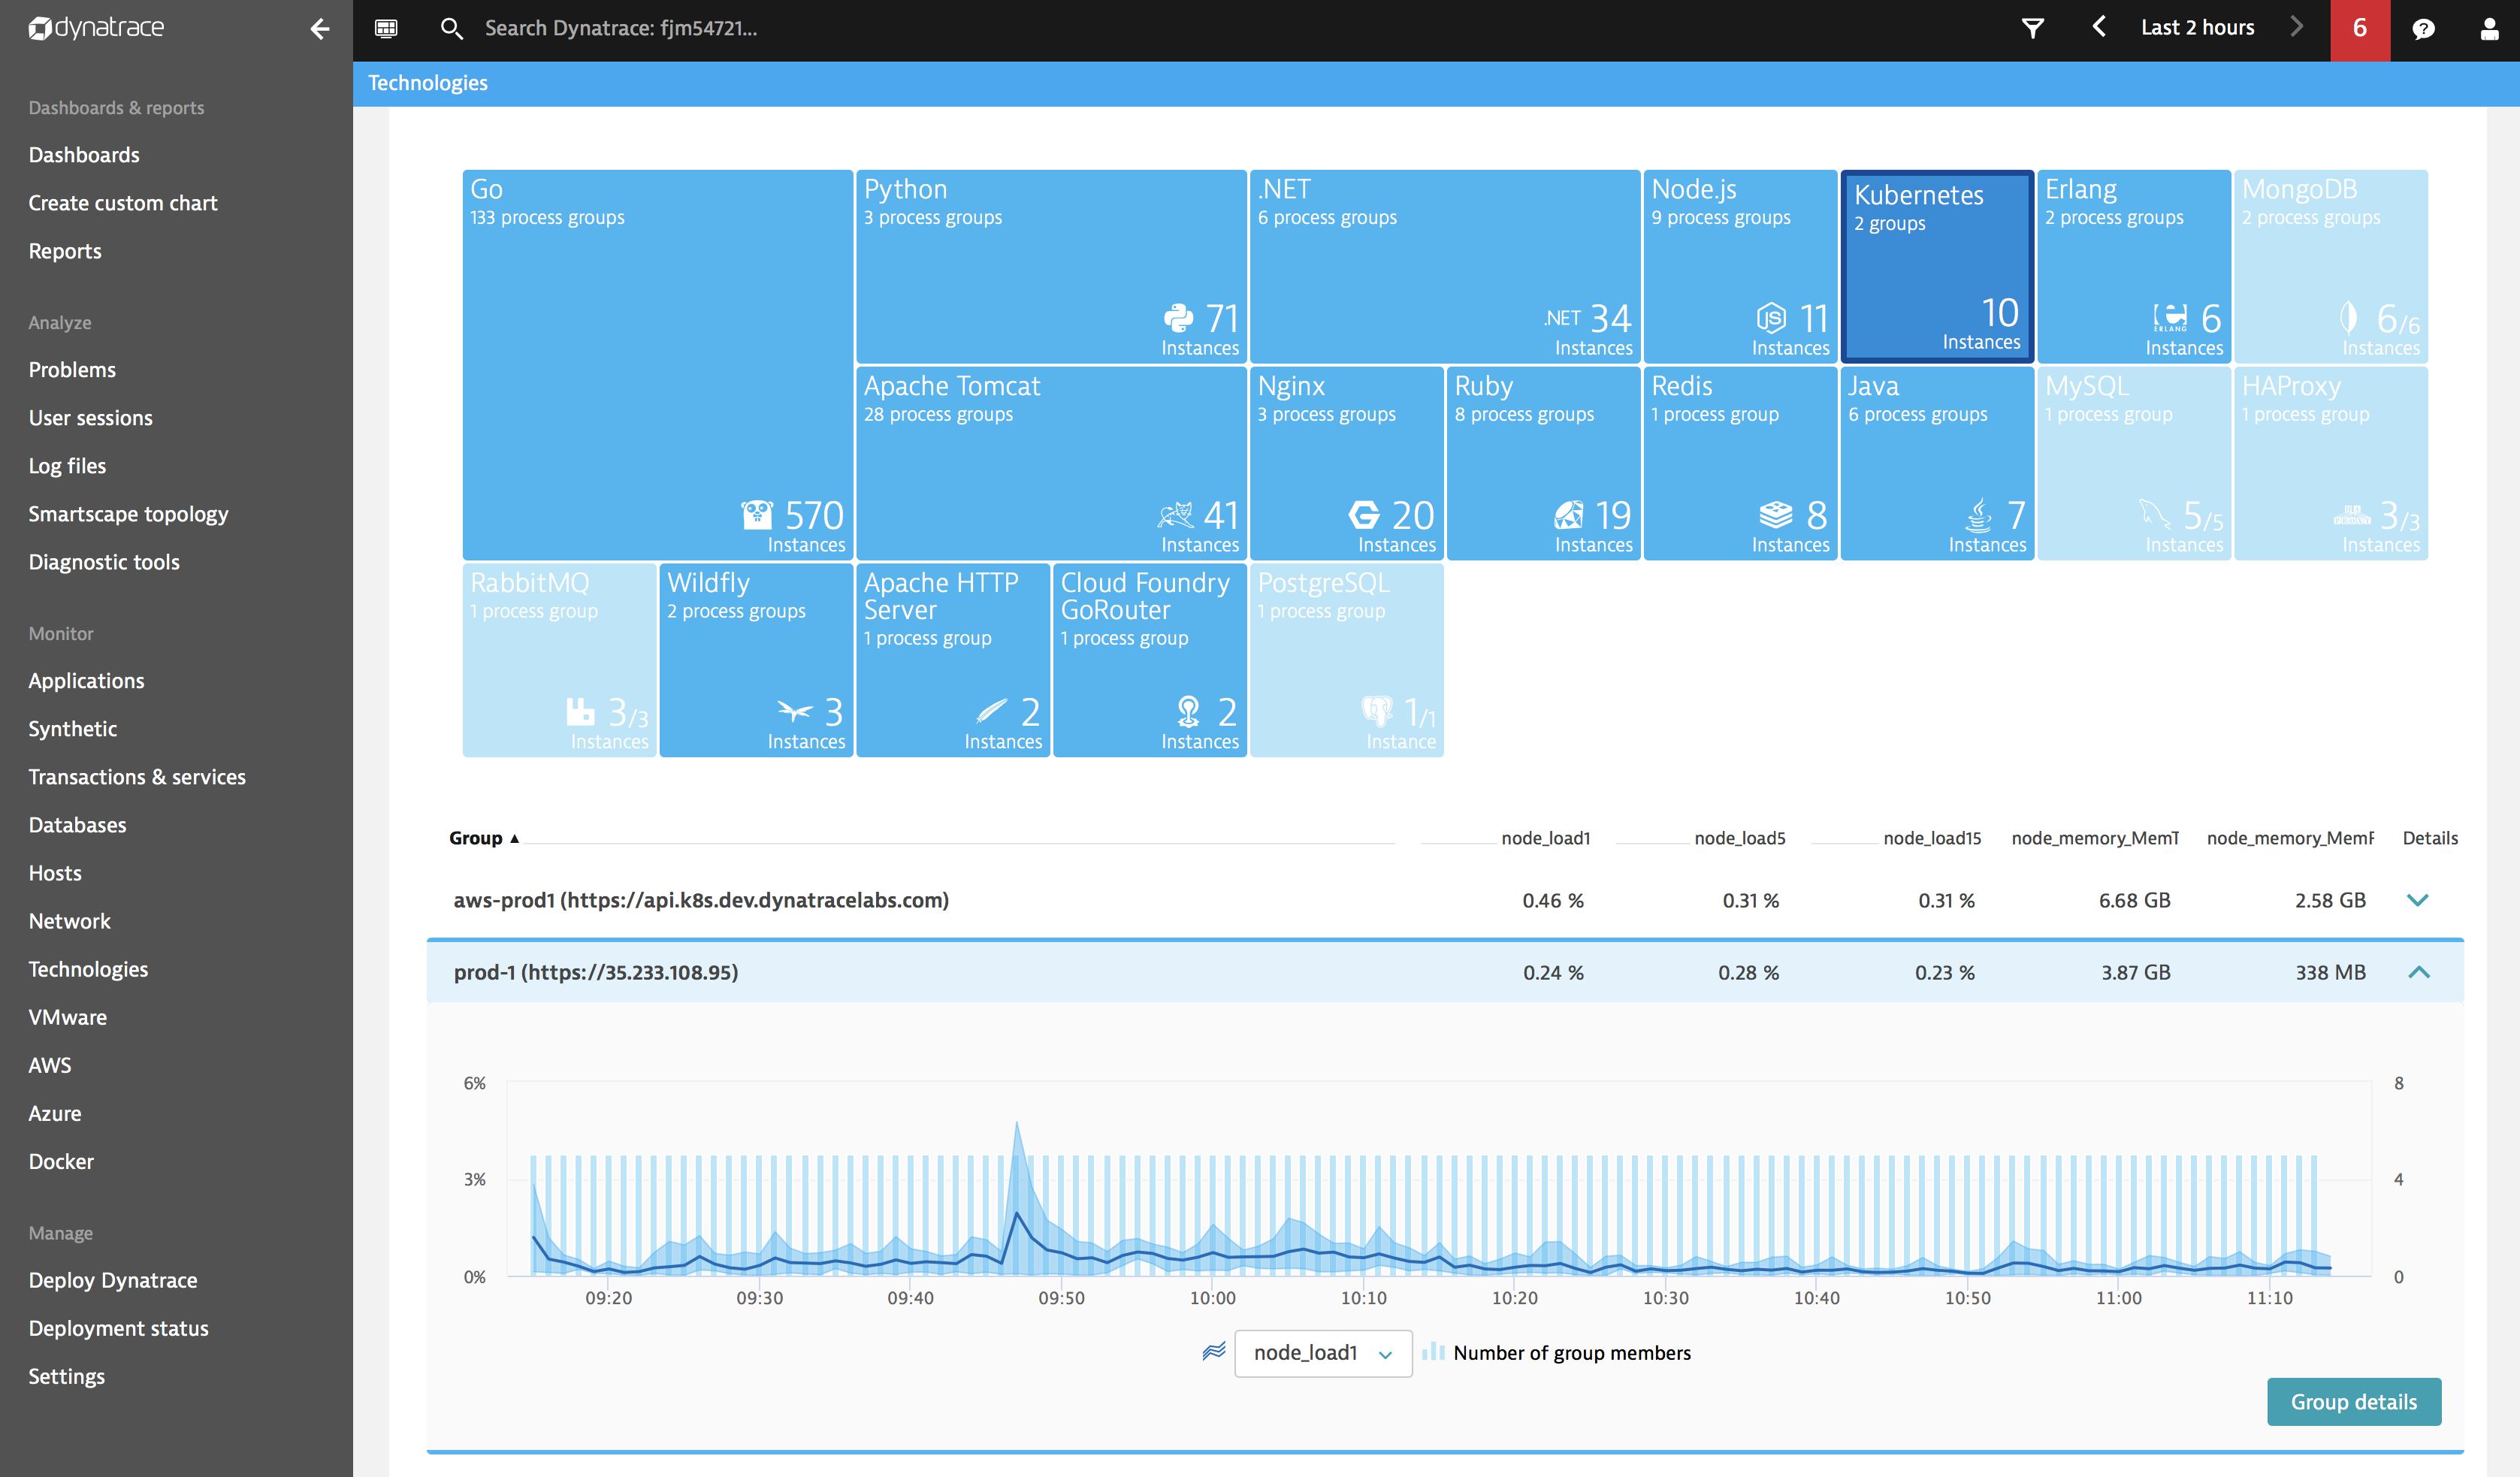 dynatrace
Search Dynatrace: fjm54721...
Last 2 hours
6
Technologies
Dashboards & reports
Dashboards
Create custom chart
Reports
Analyze
Problems
User sessions
Log files
Smartscape topology
Diagnostic tools
Monitor
Applications
Synthetic
Transactions & services
Databases
Hosts
Network
Technologies
VMware
AWS
Azure
Docker
Manage
Deploy Dynatrace
Deployment status
Settings
Go
133 process groups
570
Instances
Python
3 process groups
71
Instances
.NET
6 process groups
.NET 34
Instances
Node.js
9 process groups
JS 11
Instances
Kubernetes
2 groups
10
Instances
Erlang
2 process groups
ERLANG 6
Instances
MongoDB
2 process groups
6/6
Instances
Apache Tomcat
28 process groups
41
Instances
Nginx
3 process groups
20
Instances
Ruby
8 process groups
19
Instances
Redis
1 process group
8
Instances
Java
6 process groups
7
Instances
MySQL
1 process group
5/5
Instances
HAProxy
1 process group
3/3
Instances
RabbitMQ
1 process group
3/3
Instances
Wildfly
2 process groups
3
Instances
Apache HTTP
Server
1 process group
2
Instances
Cloud Foundry
GoRouter
1 process group
2
Instances
PostgreSQL
1 process group
1/1
Instance
Group ▲ node_load1 node_load5 node_load15 node_memory_MemT node_memory_MemF Details
aws-prod1 (https://api.k8s.dev.dynatracelabs.com) 0.46 % 0.31 % 0.31 % 6.68 GB 2.58 GB
prod-1 (https://35.233.108.95) 0.24 % 0.28 % 0.23 % 3.87 GB 338 MB
6% 8
3% 4
0% 0
09:20 09:30 09:40 09:50 10:00 10:10 10:20 10:30 10:40 10:50 11:00 11:10
node_load1 Number of group members
Group details